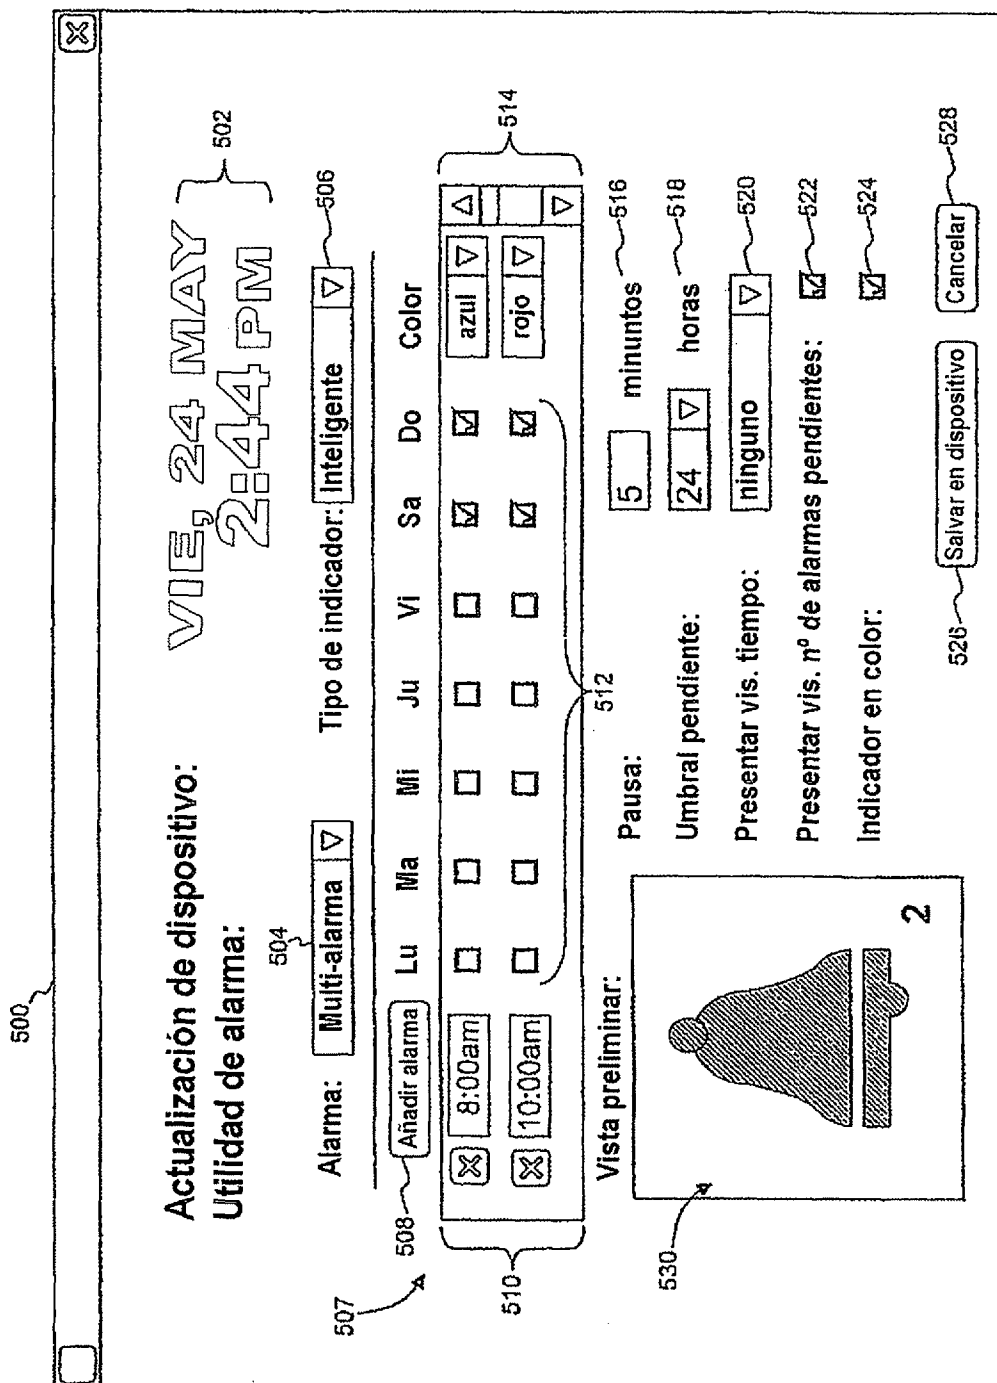 500
Actualización de dispositivo:
Utilidad de alarma:
VIE, 24 MAY
2:44 PM
502
504
Alarma: Multi-alarma
Tipo de indicador: Inteligente
506
507
508
Añadir alarma Lu Ma Mi Ju Vi Sa Do Color
8:00am azul
10:00am rojo
510
512
514
Vista preliminar:
2
530
Pausa: 5 minuntos 516
Umbral pendiente: 24 horas 518
Presentar vis. tiempo: ninguno 520
Presentar vis. nº de alarmas pendientes: 522
Indicador en color: 524
526 Salvar en dispositivo Cancelar 528